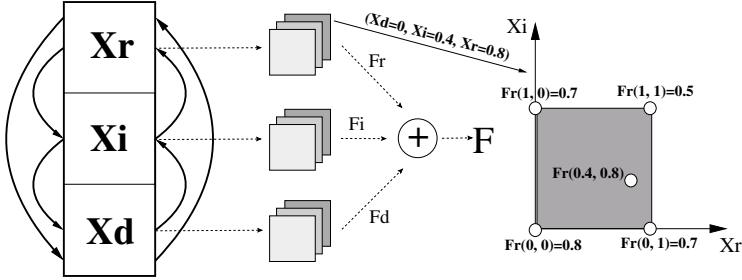 Xr
Xi
Xd
Fr
Fi
Fd
+
F
(Xd=0, Xi=0.4, Xr=0.8)
Xi
Fr(1, 0)=0.7
Fr(1, 1)=0.5
Fr(0.4, 0.8)
Fr(0, 0)=0.8
Fr(0, 1)=0.7
Xr